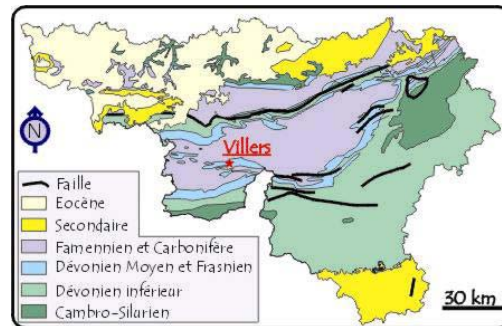 N
Villers
Faille
Eocène
Secondaire
Famennien et Carbonifère
Dévonien Moyen et Frasnien
Dévonien inférieur
Cambro-Silurien
30 km